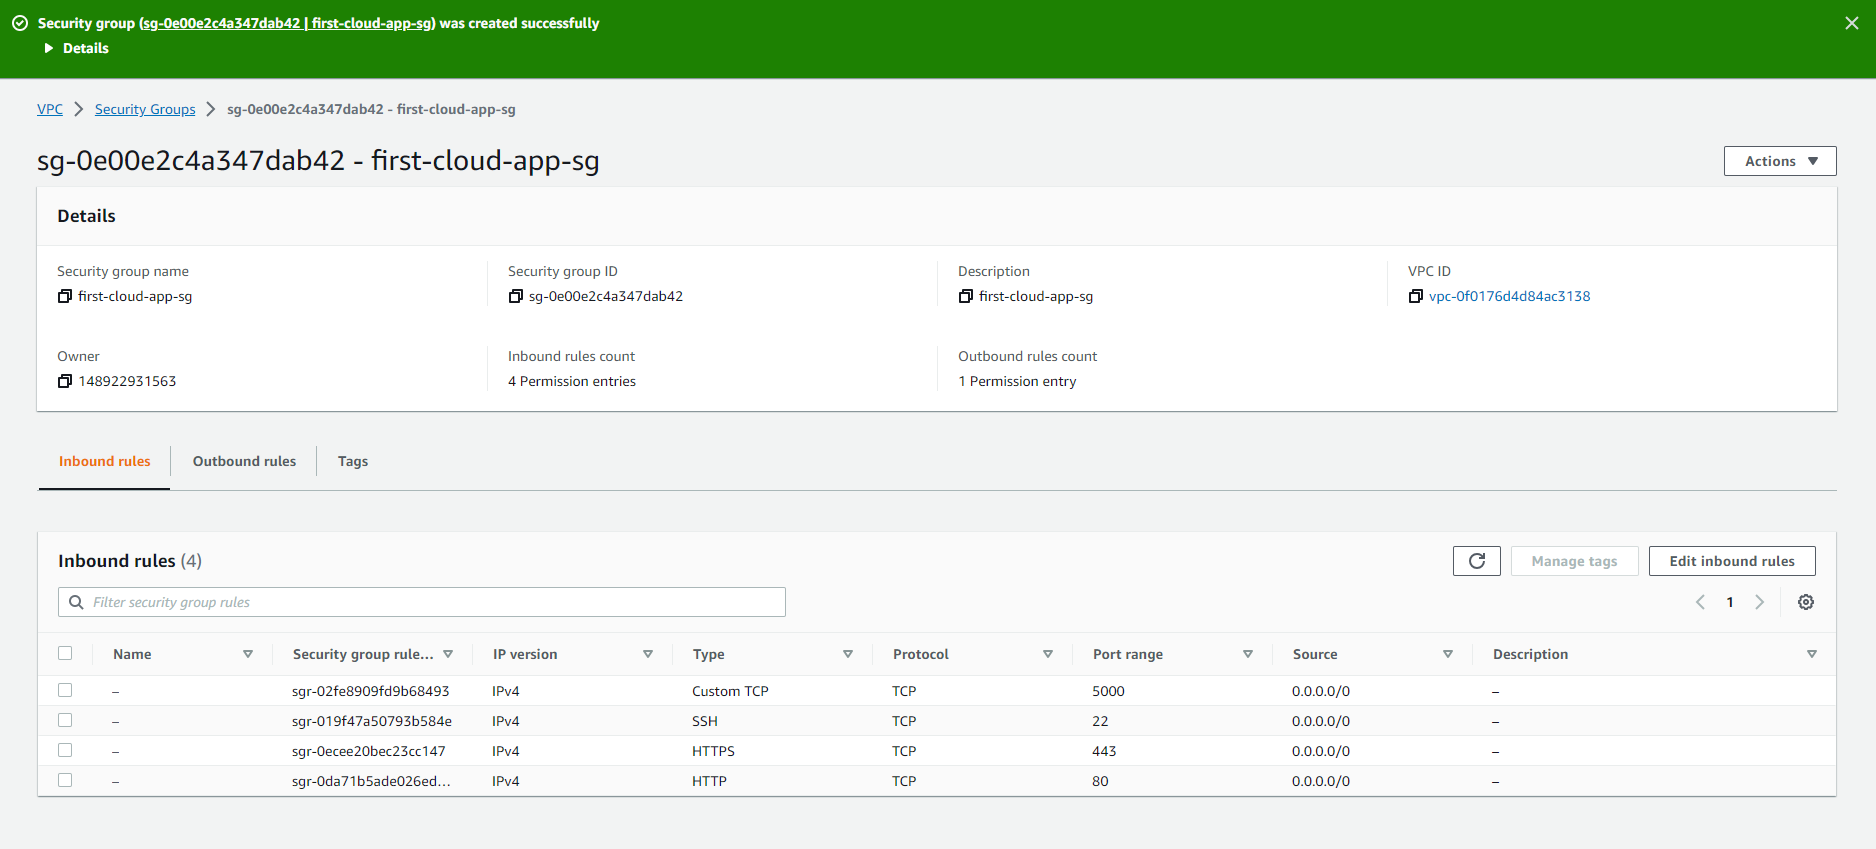 Security group (sg-0e00e2c4a347dab42 | first-cloud-app-sg) was created successfully
Details
VPC Security Groups sg-0e00e2c4a347dab42 - first-cloud-app-sg
sg-0e00e2c4a347dab42 - first-cloud-app-sg
Actions
Details
Security group name Security group ID Description VPC ID
first-cloud-app-sg sg-0e00e2c4a347dab42 first-cloud-app-sg vpc-0f0176d4d84ac3138
Owner Inbound rules count Outbound rules count
148922931563 4 Permission entries 1 Permission entry
Inbound rules Outbound rules Tags
Inbound rules (4) Manage tags Edit inbound rules
Filter security group rules 1
Name Security group rule... IP version Type Protocol Port range Source Description
– sgr-02fe8909fd9b68493 IPv4 Custom TCP TCP 5000 0.0.0.0/0 –
– sgr-019f47a50793b584e IPv4 SSH TCP 22 0.0.0.0/0 –
– sgr-0ecee20bec23cc147 IPv4 HTTPS TCP 443 0.0.0.0/0 –
– sgr-0da71b5ade026ed... IPv4 HTTP TCP 80 0.0.0.0/0 –